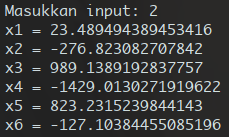 Masukkan input: 2
x1 = 23.489494389453416
x2 = -276.823082707842
x3 = 989.1389192837757
x4 = -1429.0130271919622
x5 = 823.2315239844143
x6 = -127.10384455085196